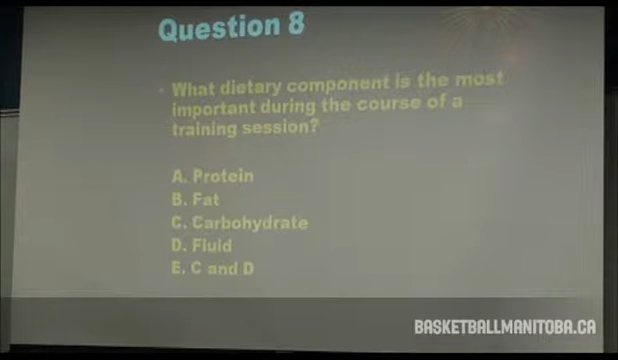 Question 8
What dietary component is the most
important during the course of a
training session?
A. Protein
B. Fat
C. Carbohydrate
D. Fluid
E. C and D
BASKETBALLMANITOBA.CA